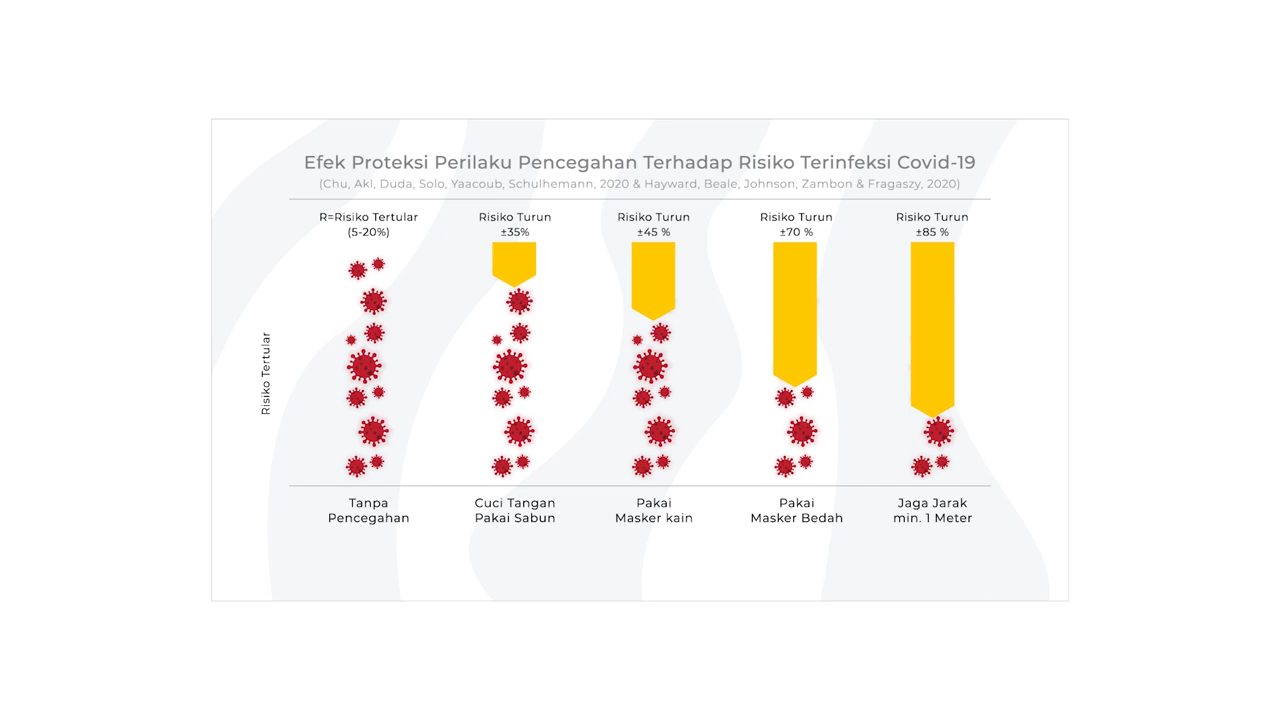 Efek Proteksi Perilaku Pencegahan Terhadap Risiko Terinfeksi Covid-19
(Chu, Akl, Duda, Solo, Yaacoub, Schulhemann, 2020 & Hayward, Beale, Johnson, Zambon & Fragaszy, 2020)
R=Risiko Tertular
(5-20%)
Risiko Turun
±35%
Risiko Turun
±45 %
Risiko Turun
±70 %
Risiko Turun
±85 %
Risiko Tertular
Tanpa
Pencegahan
Cuci Tangan
Pakai Sabun
Pakai
Masker kain
Pakai
Masker Bedah
Jaga Jarak
min. 1 Meter